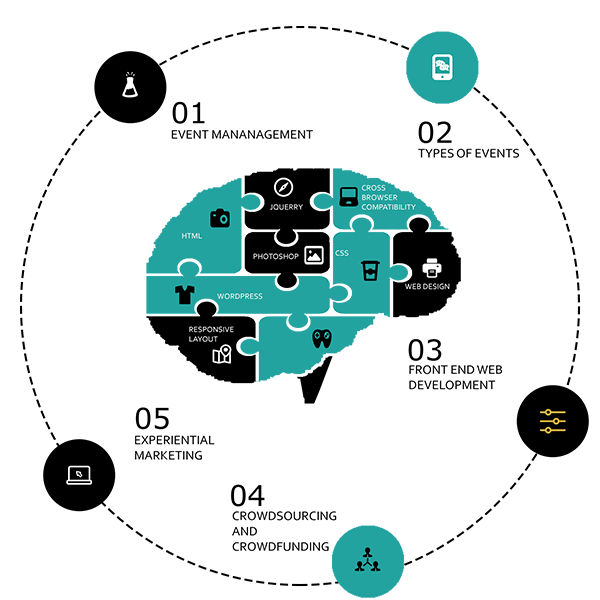 01
EVENT MANANAGEMENT
02
TYPES OF EVENTS
JQUERRY
CROSS
BROWSER
COMPATIBILITY
HTML
PHOTOSHOP
CSS
WEB DESIGN
WORDPRESS
RESPONSIVE
LAYOUT
03
FRONT END WEB
DEVELOPMENT
05
EXPERIENTIAL
MARKETING
04
CROWDSOURCING
AND
CROWDFUNDING